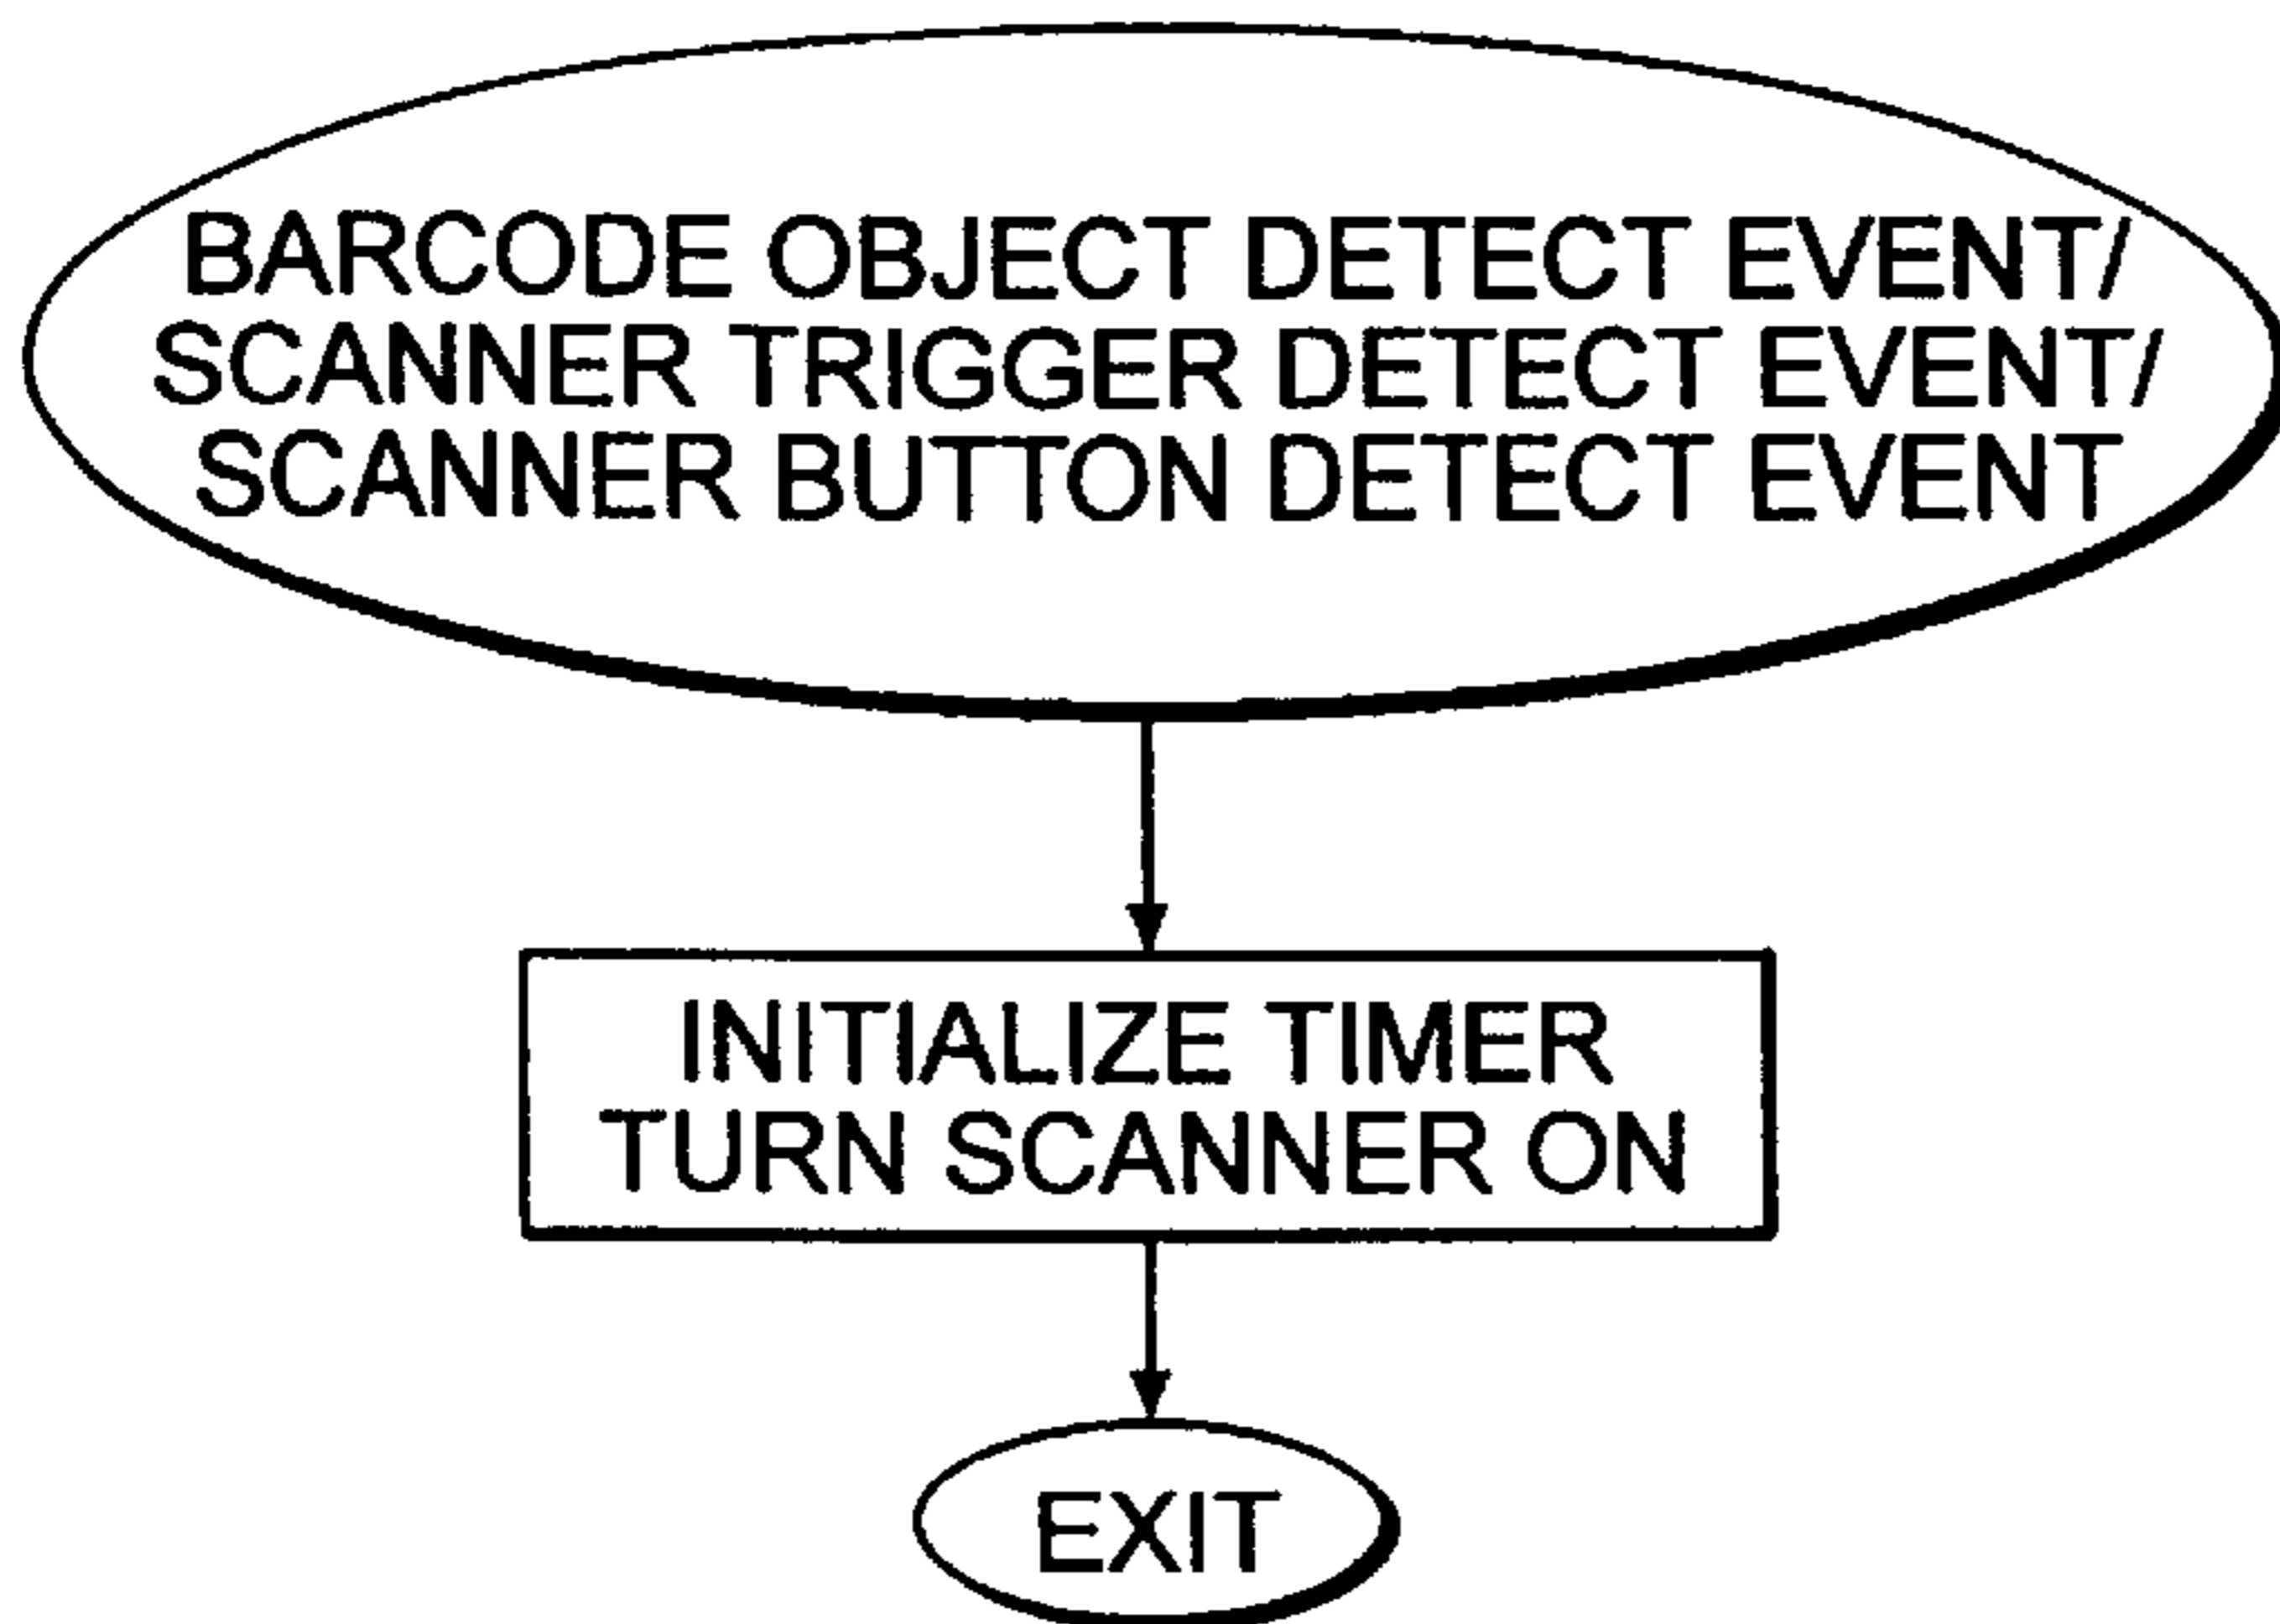 BARCODE OBJECT DETECT EVENT/
SCANNER TRIGGER DETECT EVENT/
SCANNER BUTTON DETECT EVENT
INITIALIZE TIMER
TURN SCANNER ON
EXIT